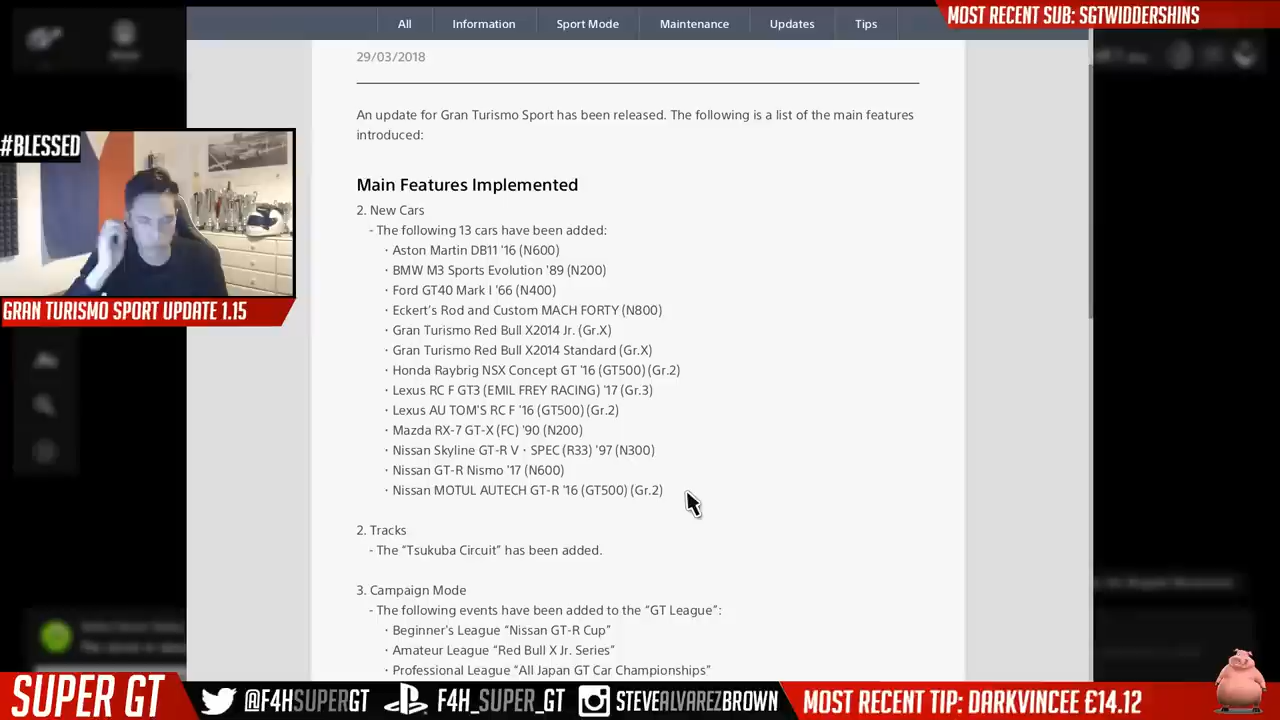 All Information Sport Mode Maintenance Updates Tips
MOST RECENT SUB: SGTWIDDERSHINS
29/03/2018
An update for Gran Turismo Sport has been released. The following is a list of the main features
introduced:
#BLESSED
GRAN TURISMO SPORT UPDATE 1.15
Main Features Implemented
2. New Cars
- The following 13 cars have been added:
・Aston Martin DB11 '16 (N600)
・BMW M3 Sports Evolution '89 (N200)
・Ford GT40 Mark I '66 (N400)
・Eckert's Rod and Custom MACH FORTY (N800)
・Gran Turismo Red Bull X2014 Jr. (Gr.X)
・Gran Turismo Red Bull X2014 Standard (Gr.X)
・Honda Raybrig NSX Concept GT '16 (GT500) (Gr.2)
・Lexus RC F GT3 (EMIL FREY RACING) '17 (Gr.3)
・Lexus AU TOM'S RC F '16 (GT500) (Gr.2)
・Mazda RX-7 GT-X (FC) '90 (N200)
・Nissan Skyline GT-R V・SPEC (R33) '97 (N300)
・Nissan GT-R Nismo '17 (N600)
・Nissan MOTUL AUTECH GT-R '16 (GT500) (Gr.2)
2. Tracks
- The “Tsukuba Circuit” has been added.
3. Campaign Mode
- The following events have been added to the “GT League”:
・Beginner's League “Nissan GT-R Cup”
・Amateur League “Red Bull X Jr. Series”
・Professional League “All Japan GT Car Championships”
SUPER GT @F4HSUPERGT F4H_SUPER_GT STEVEALVAREZBROWN MOST RECENT TIP: DARKVINCEE £14.12